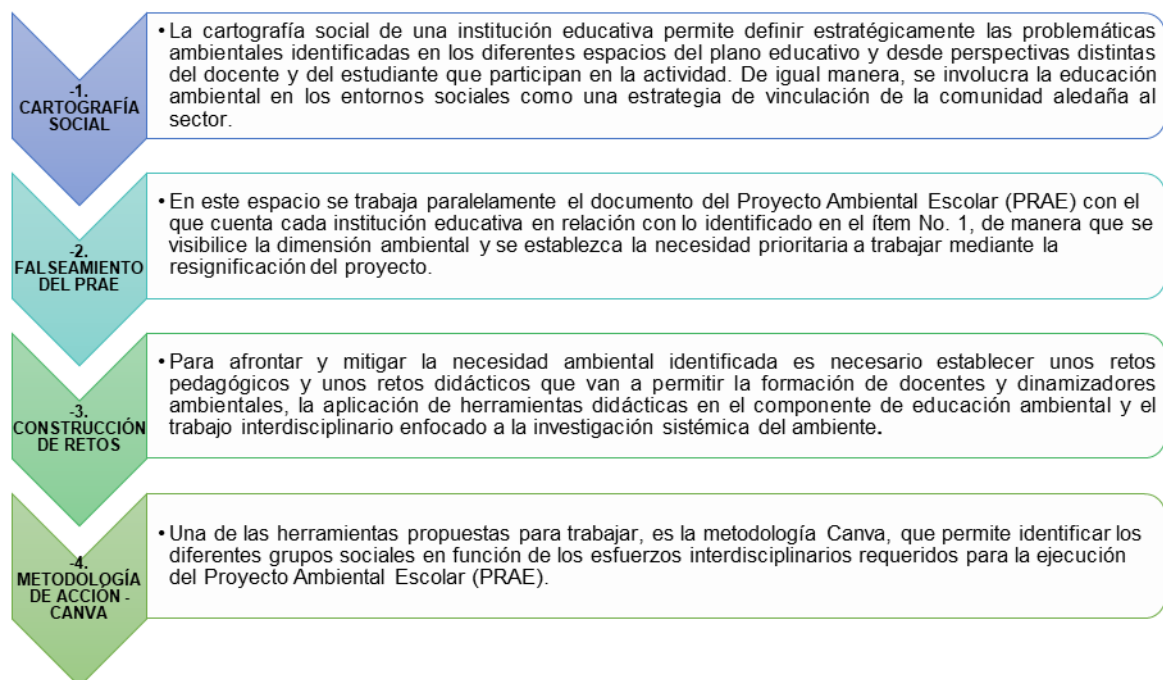 -1.
CARTOGRAFÍA
SOCIAL
• La cartografía social de una institución educativa permite definir estratégicamente las problemáticas
ambientales identificadas en los diferentes espacios del plano educativo y desde perspectivas distintas
del docente y del estudiante que participan en la actividad. De igual manera, se involucra la educación
ambiental en los entornos sociales como una estrategia de vinculación de la comunidad aledaña al
sector.
-2.
FALSEAMIENTO
DEL PRAE
• En este espacio se trabaja paralelamente el documento del Proyecto Ambiental Escolar (PRAE) con el
que cuenta cada institución educativa en relación con lo identificado en el ítem No. 1, de manera que se
visibilice la dimensión ambiental y se establezca la necesidad prioritaria a trabajar mediante la
resignificación del proyecto.
-3.
CONSTRUCCIÓN
DE RETOS
• Para afrontar y mitigar la necesidad ambiental identificada es necesario establecer unos retos
pedagógicos y unos retos didácticos que van a permitir la formación de docentes y dinamizadores
ambientales, la aplicación de herramientas didácticas en el componente de educación ambiental y el
trabajo interdisciplinario enfocado a la investigación sistémica del ambiente.
-4.
METODOLOGÍA
DE ACCIÓN -
CANVA
• Una de las herramientas propuestas para trabajar, es la metodología Canva, que permite identificar los
diferentes grupos sociales en función de los esfuerzos interdisciplinarios requeridos para la ejecución
del Proyecto Ambiental Escolar (PRAE).